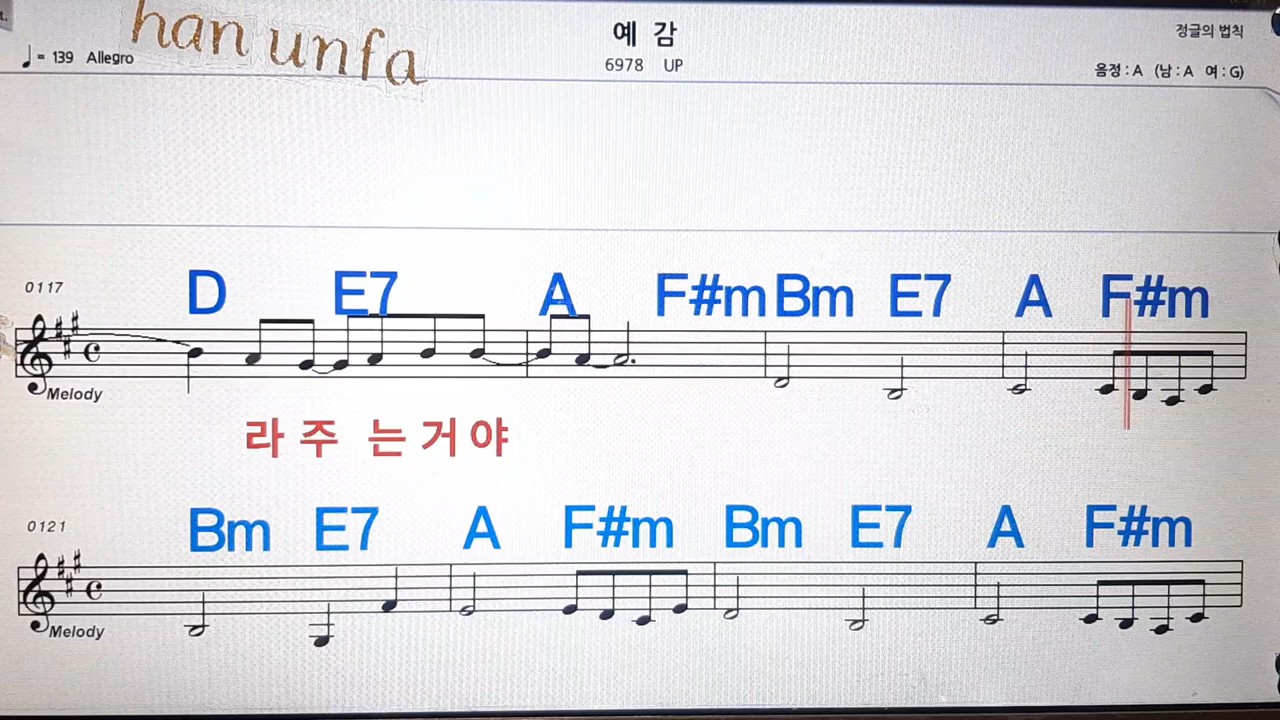 han unfa
♩= 139 Allegro
예 감
6978 UP
정글의 법칙
음정 : A (남 : A 여 : G)
0117
D E7 A F#m Bm E7 A F#m
Melody
라 주 는 거 야
0121
Bm E7 A F#m Bm E7 A F#m
Melody